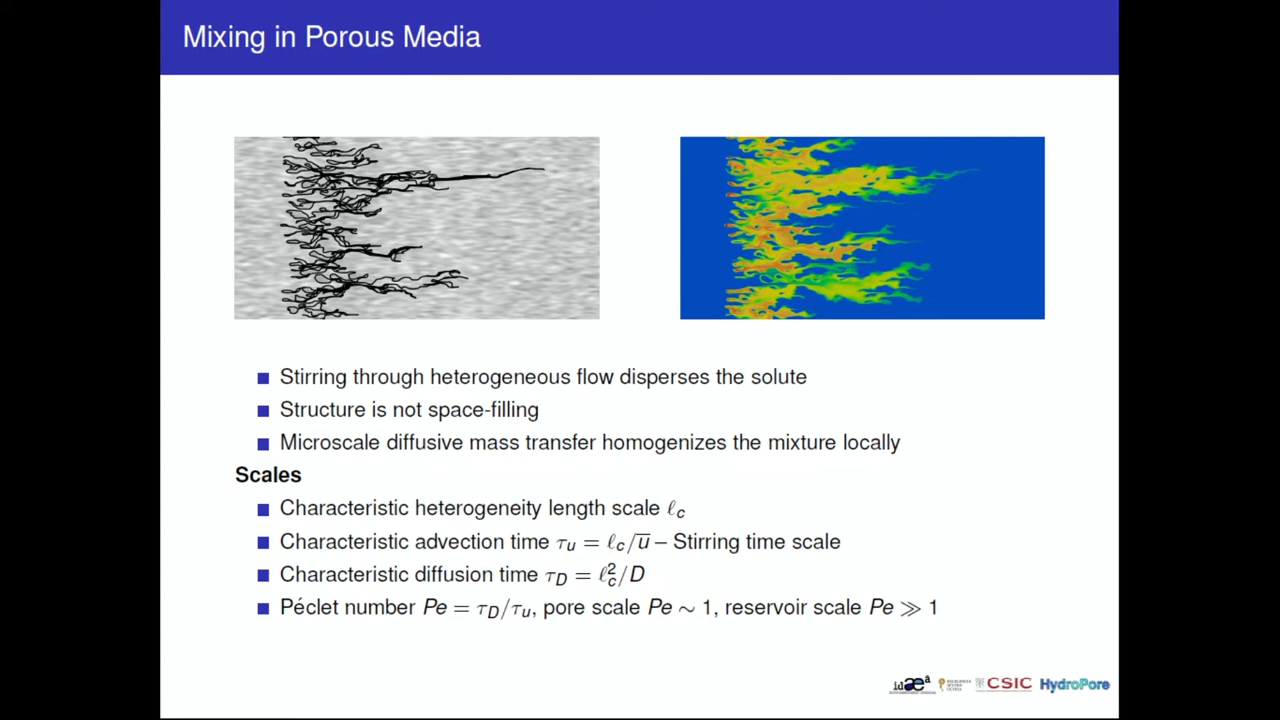 Mixing in Porous Media
Stirring through heterogeneous flow disperses the solute
Structure is not space-filling
Microscale diffusive mass transfer homogenizes the mixture locally
Scales
Characteristic heterogeneity length scale ℓ_c
Characteristic advection time τ_u = ℓ_c/u̅ – Stirring time scale
Characteristic diffusion time τ_D = ℓ_c²/D
Péclet number Pe = τ_D/τ_u, pore scale Pe ∼ 1, reservoir scale Pe ≫ 1
idæa CSIC HydroPore